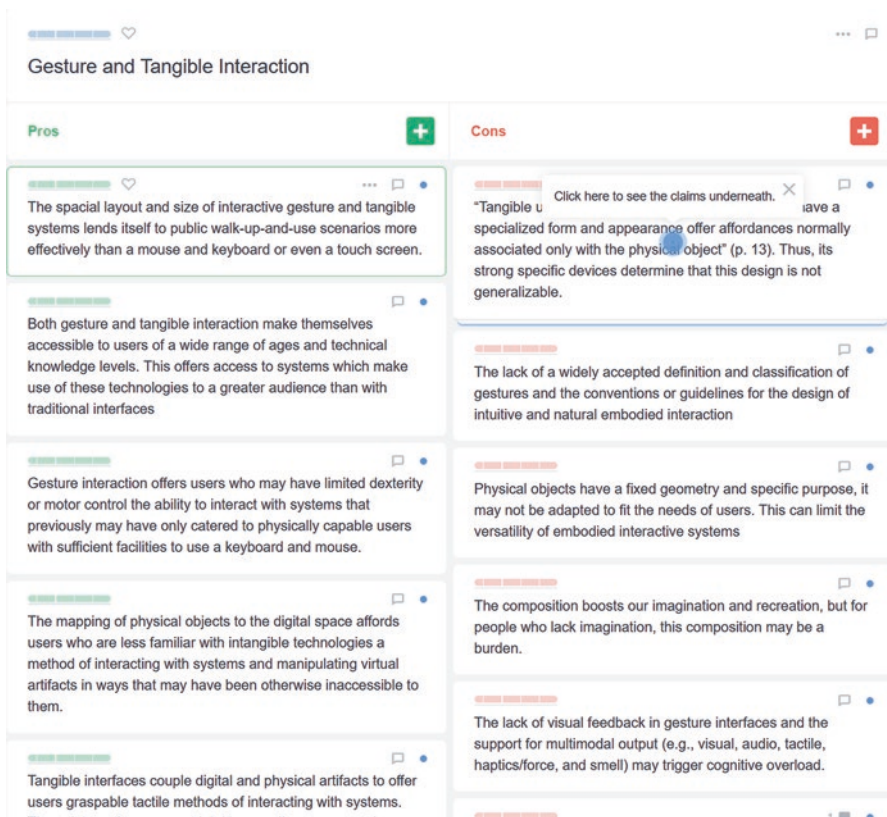 Gesture and Tangible Interaction
Pros
The spacial layout and size of interactive gesture and tangible
systems lends itself to public walk-up-and-use scenarios more
effectively than a mouse and keyboard or even a touch screen.
Both gesture and tangible interaction make themselves
accessible to users of a wide range of ages and technical
knowledge levels. This offers access to systems which make
use of these technologies to a greater audience than with
traditional interfaces
Gesture interaction offers users who may have limited dexterity
or motor control the ability to interact with systems that
previously may have only catered to physically capable users
with sufficient facilities to use a keyboard and mouse.
The mapping of physical objects to the digital space affords
users who are less familiar with intangible technologies a
method of interacting with systems and manipulating virtual
artifacts in ways that may have been otherwise inaccessible to
them.
Tangible interfaces couple digital and physical artifacts to offer
users graspable tactile methods of interacting with systems.
Cons
Click here to see the claims underneath.
“Tangible have a
specialized form and appearance offer affordances normally
associated only with the physical object” (p. 13). Thus, its
strong specific devices determine that this design is not
generalizable.
The lack of a widely accepted definition and classification of
gestures and the conventions or guidelines for the design of
intuitive and natural embodied interaction
Physical objects have a fixed geometry and specific purpose, it
may not be adapted to fit the needs of users. This can limit the
versatility of embodied interactive systems
The composition boosts our imagination and recreation, but for
people who lack imagination, this composition may be a
burden.
The lack of visual feedback in gesture interfaces and the
support for multimodal output (e.g., visual, audio, tactile,
haptics/force, and smell) may trigger cognitive overload.